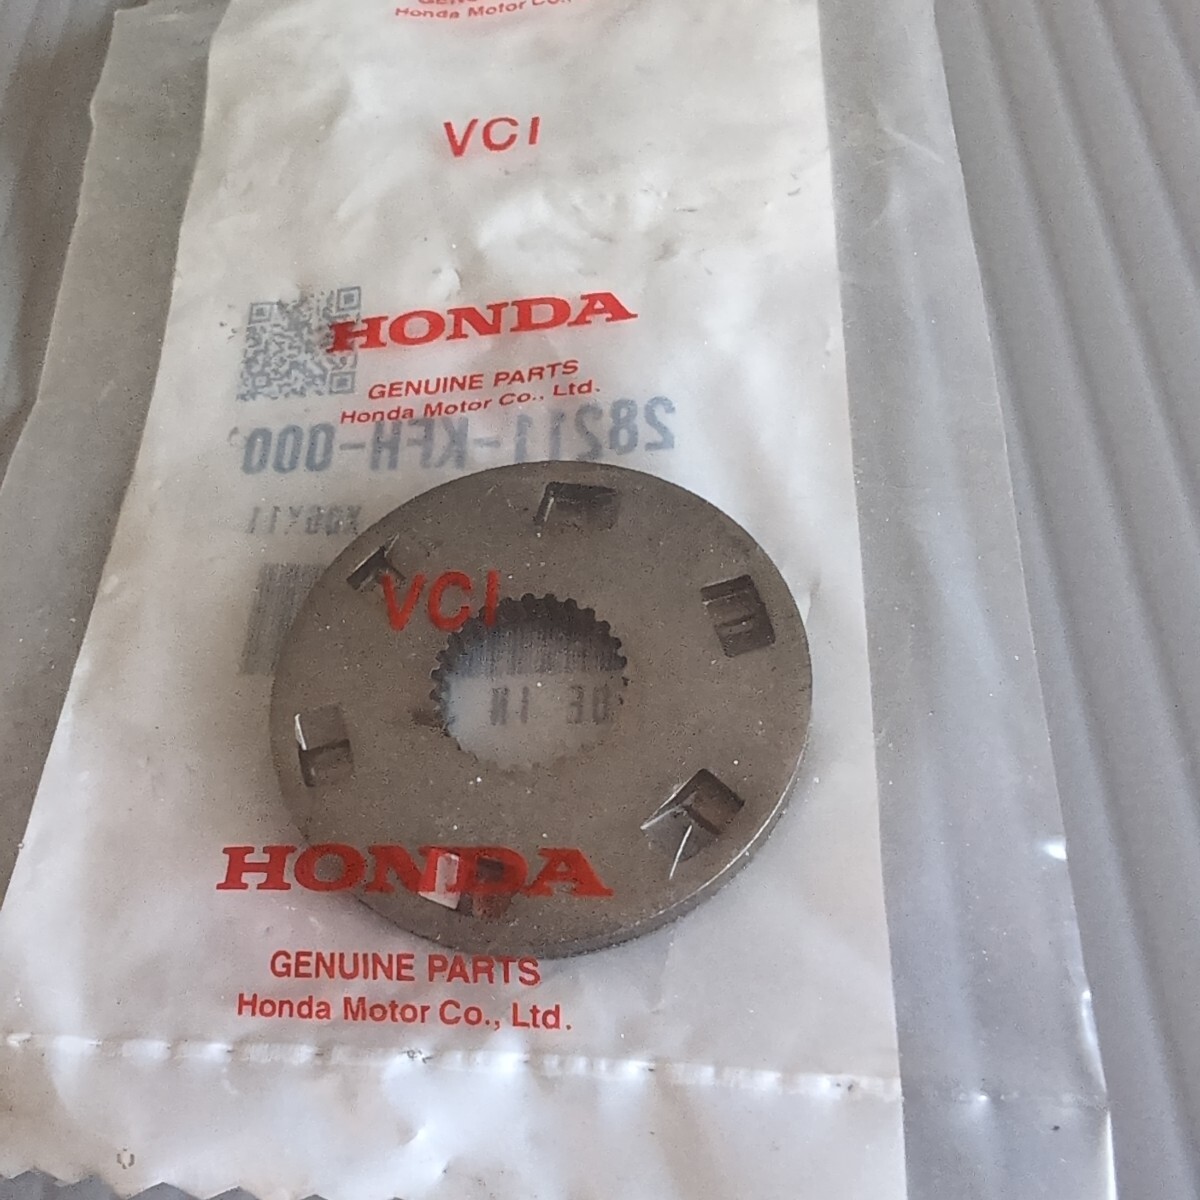 Honda Motor Co.,
VCI
HONDA
GENUINE PARTS
Honda Motor Co., Ltd.
28211-KFH-000
VCI
HONDA
GENUINE PARTS
Honda Motor Co., Ltd.